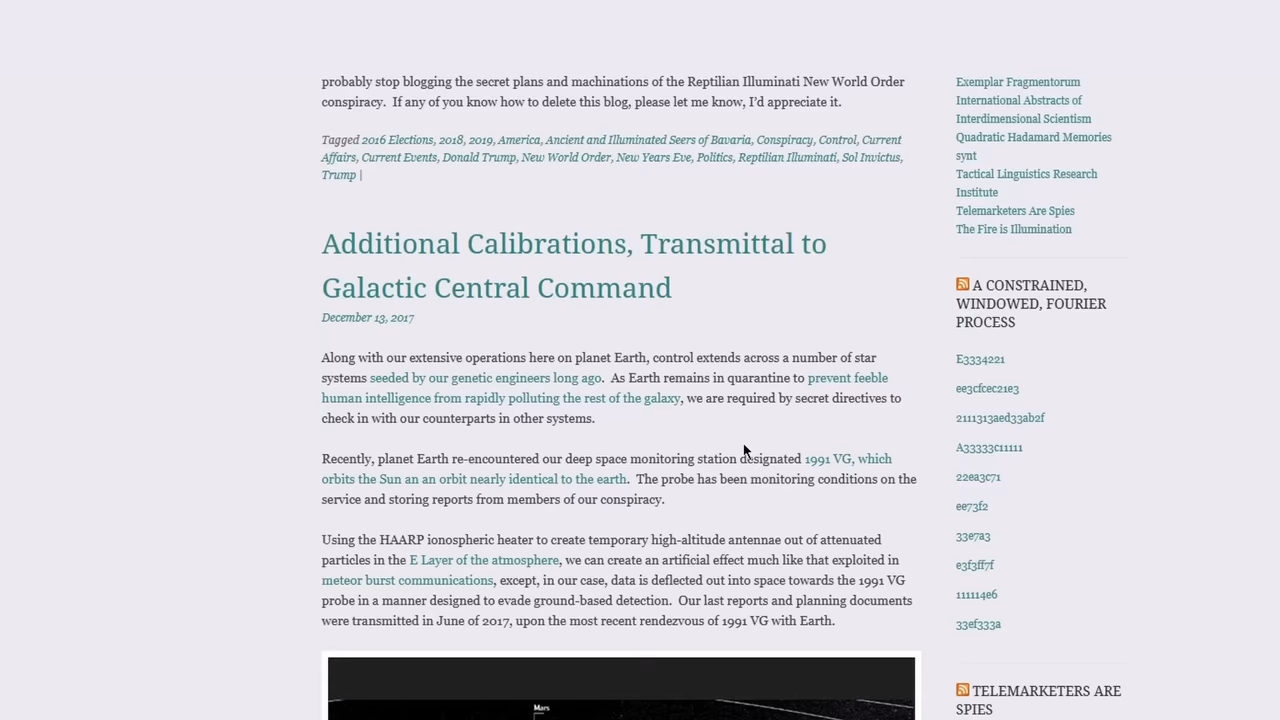 probably stop blogging the secret plans and machinations of the Reptilian Illuminati New World Order
conspiracy.  If any of you know how to delete this blog, please let me know, I'd appreciate it.
Tagged 2016 Elections, 2018, 2019, America, Ancient and Illuminated Seers of Bavaria, Conspiracy, Control, Current
Affairs, Current Events, Donald Trump, New World Order, New Years Eve, Politics, Reptilian Illuminati, Sol Invictus,
Trump |
Additional Calibrations, Transmittal to
Galactic Central Command
December 13, 2017
Along with our extensive operations here on planet Earth, control extends across a number of star
systems seeded by our genetic engineers long ago.  As Earth remains in quarantine to prevent feeble
human intelligence from rapidly polluting the rest of the galaxy, we are required by secret directives to
check in with our counterparts in other systems.
Recently, planet Earth re-encountered our deep space monitoring station designated 1991 VG, which
orbits the Sun an an orbit nearly identical to the earth.  The probe has been monitoring conditions on the
service and storing reports from members of our conspiracy.
Using the HAARP ionospheric heater to create temporary high-altitude antennae out of attenuated
particles in the E Layer of the atmosphere, we can create an artificial effect much like that exploited in
meteor burst communications, except, in our case, data is deflected out into space towards the 1991 VG
probe in a manner designed to evade ground-based detection.  Our last reports and planning documents
were transmitted in June of 2017, upon the most recent rendezvous of 1991 VG with Earth.
Mars
Exemplar Fragmentorum
International Abstracts of
Interdimensional Scientism
Quadratic Hadamard Memories
synt
Tactical Linguistics Research
Institute
Telemarketers Are Spies
The Fire is Illumination
A CONSTRAINED,
WINDOWED, FOURIER
PROCESS
E3334221
ee3cfcec21e3
2111313aed33ab2f
A33333c11111
22ea3c71
ee73f2
33e7a3
e3f3ff7f
111114e6
33ef333a
TELEMARKETERS ARE
SPIES